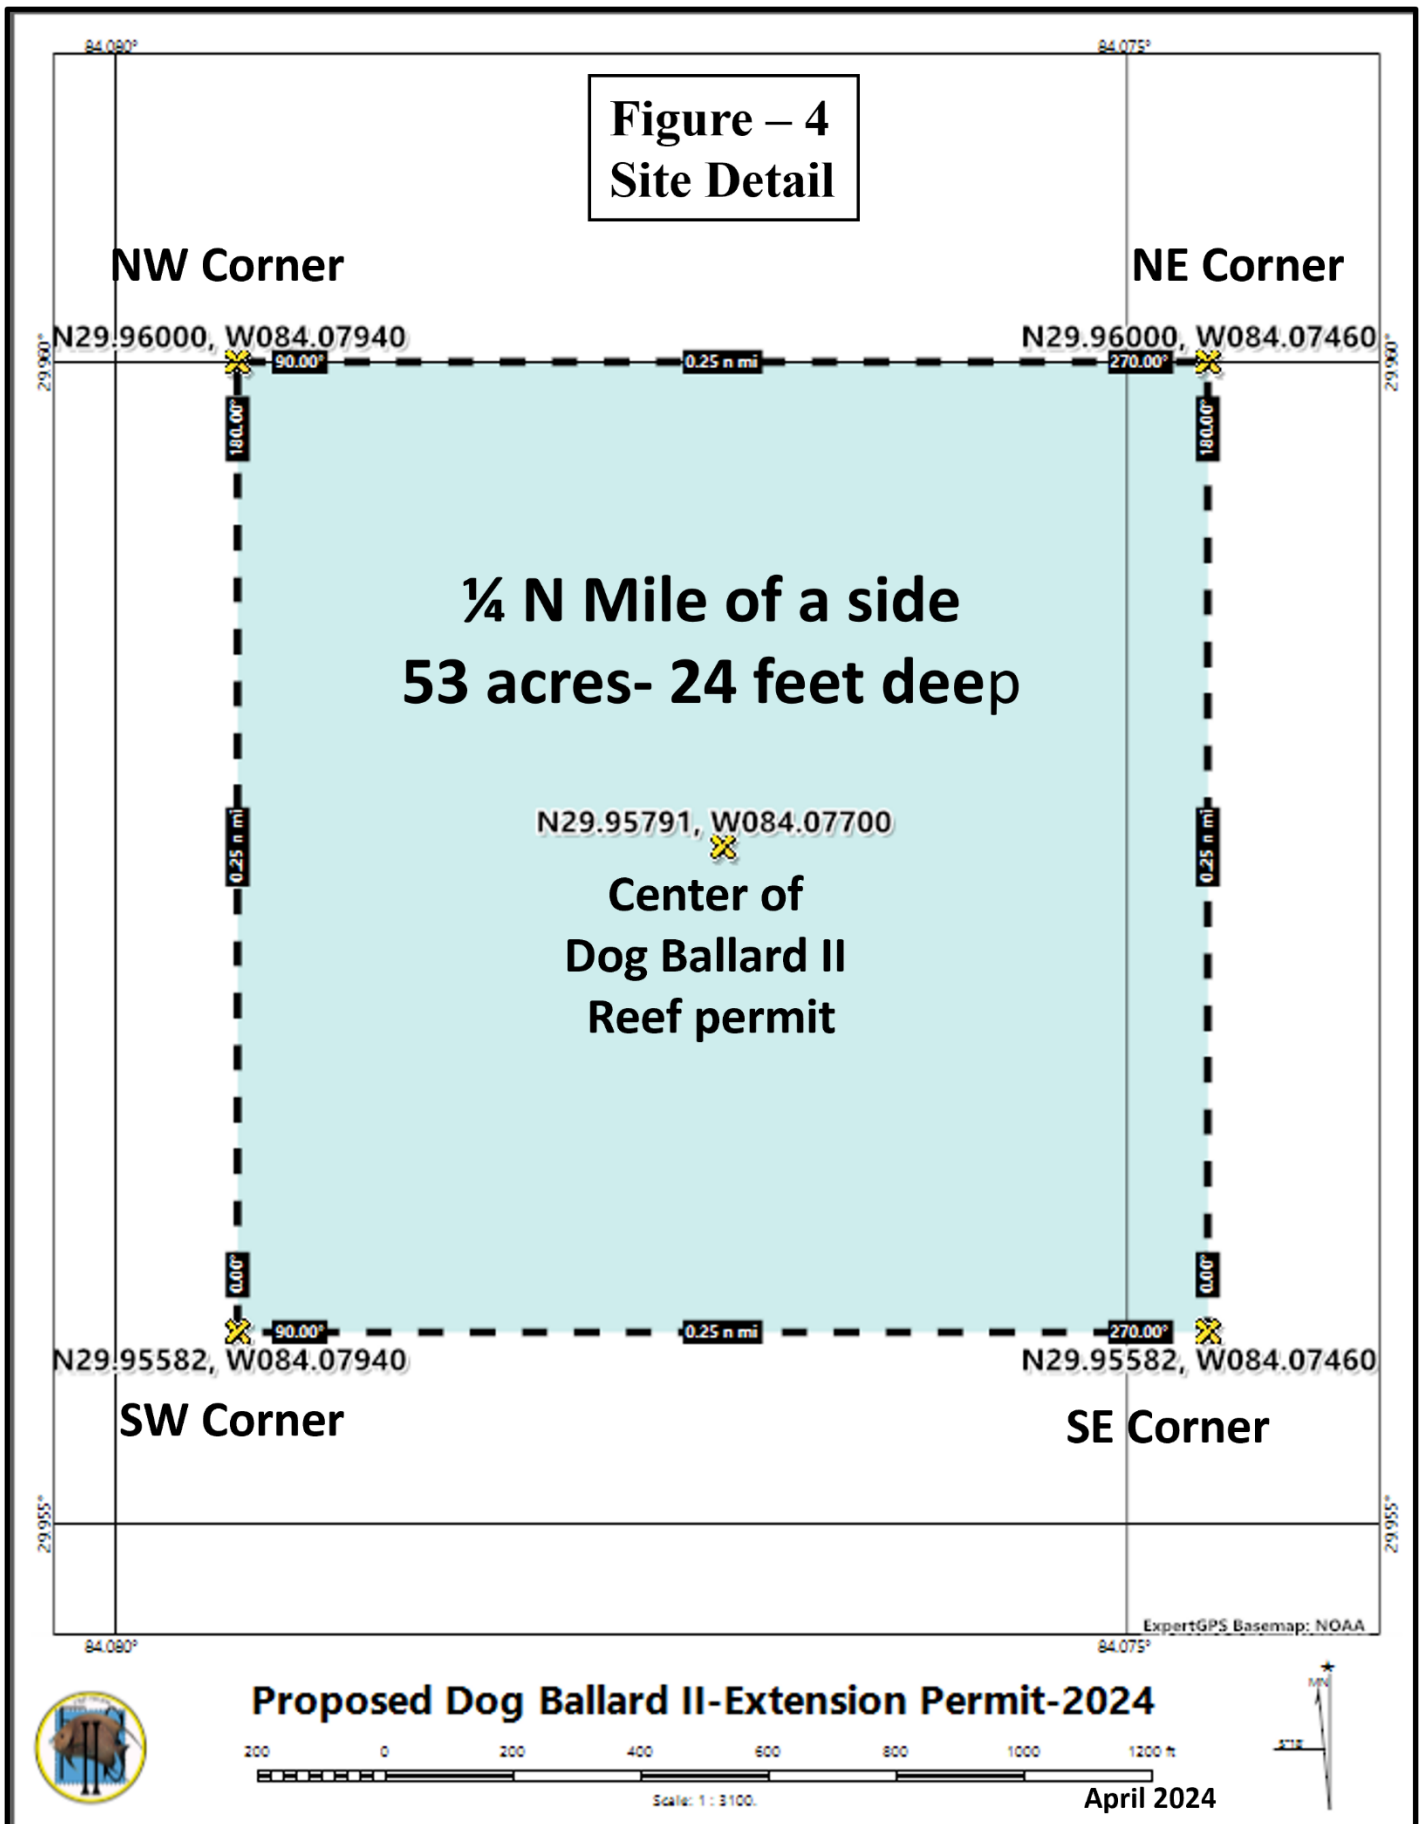 84.080°
84.075°
Figure – 4
Site Detail
NW Corner
NE Corner
N29.96000, W084.07940
N29.96000, W084.07460
29.960°
29.960°
90.00°
0.25 n mi
270.00°
180.00°
180.00°
¼ N Mile of a side
53 acres- 24 feet deep
N29.95791, W084.07700
0.25 n mi
0.25 n mi
Center of
Dog Ballard II
Reef permit
0.00°
0.00°
90.00°
0.25 n mi
270.00°
N29.95582, W084.07940
N29.95582, W084.07460
SW Corner
SE Corner
29.955°
29.955°
ExpertGPS Basemap: NOAA
84.080°
84.075°
Proposed Dog Ballard II-Extension Permit-2024
MN
II
200 0 200 400 600 800 1000 1200 ft
Scale: 1 : 3100.
April 2024